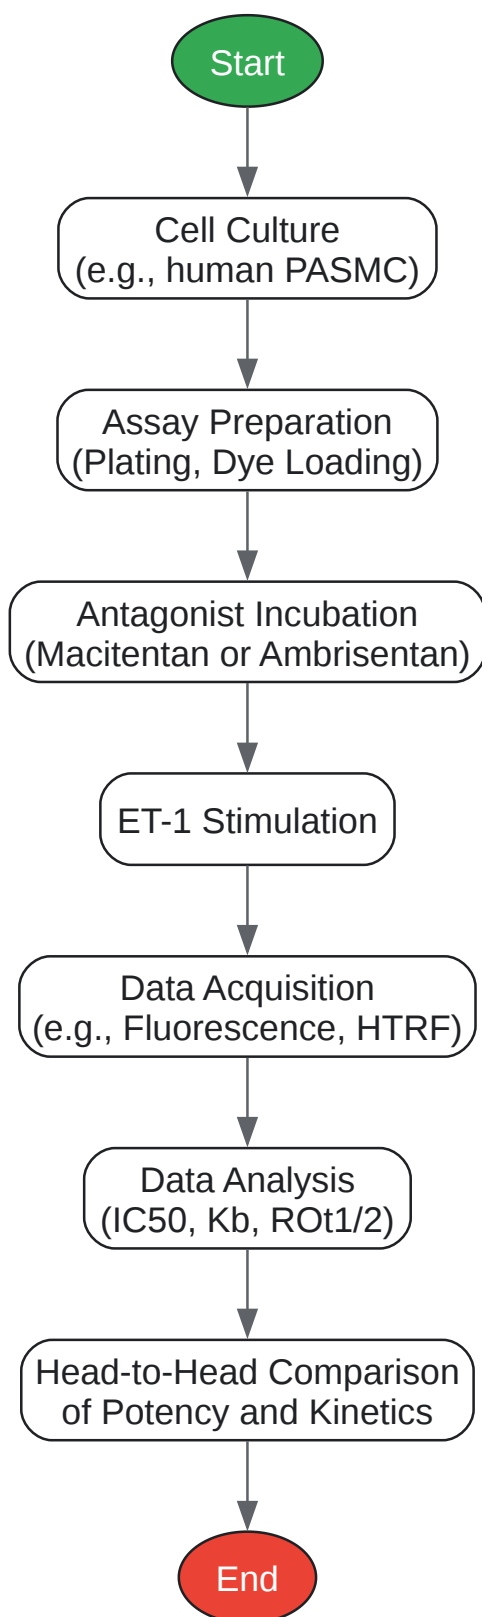 Start
Cell Culture
(e.g., human PASMC)
Assay Preparation
(Plating, Dye Loading)
Antagonist Incubation
(Macitentan or Ambrisentan)
ET-1 Stimulation
Data Acquisition
(e.g., Fluorescence, HTRF)
Data Analysis
(IC50, Kb, ROt1/2)
Head-to-Head Comparison
of Potency and Kinetics
End